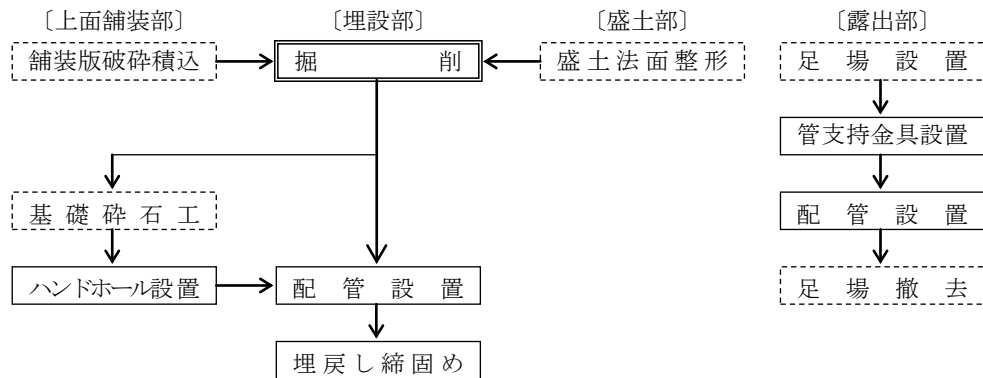 〔上面舗装部〕 〔埋設部〕 〔盛土部〕 〔露出部〕
舗装版破砕積込 掘削 盛土法面整形 足場設置
管支持金具設置
基礎砕石工 配管設置
ハンドホール設置 配管設置 足場撤去
埋戻し締固め